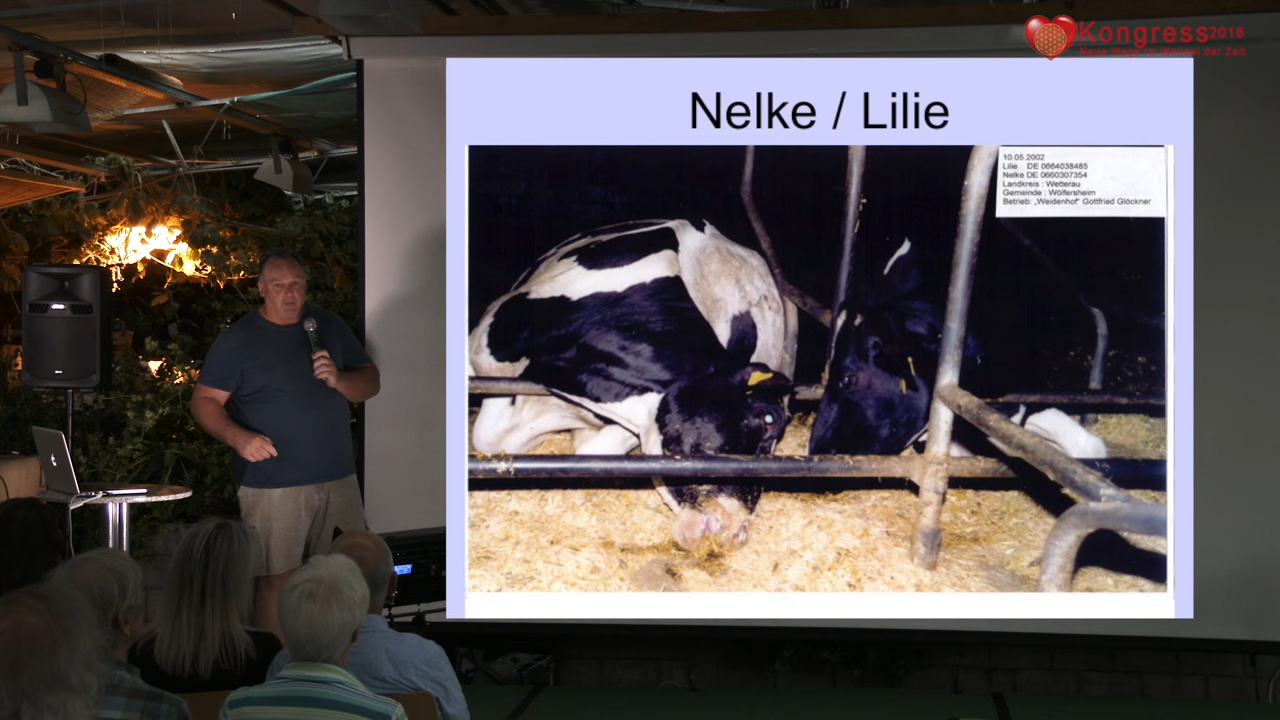 Kongress2016
Neue Wege im Wandel der Zeit
Nelke / Lilie
10.05.2002
Lilie DE 0664038485
Nelke DE 0660307354
Landkreis : Wetterau
Gemeinde : Wölfersheim
Betrieb: „Weidenhof" Gottfried Glöckner